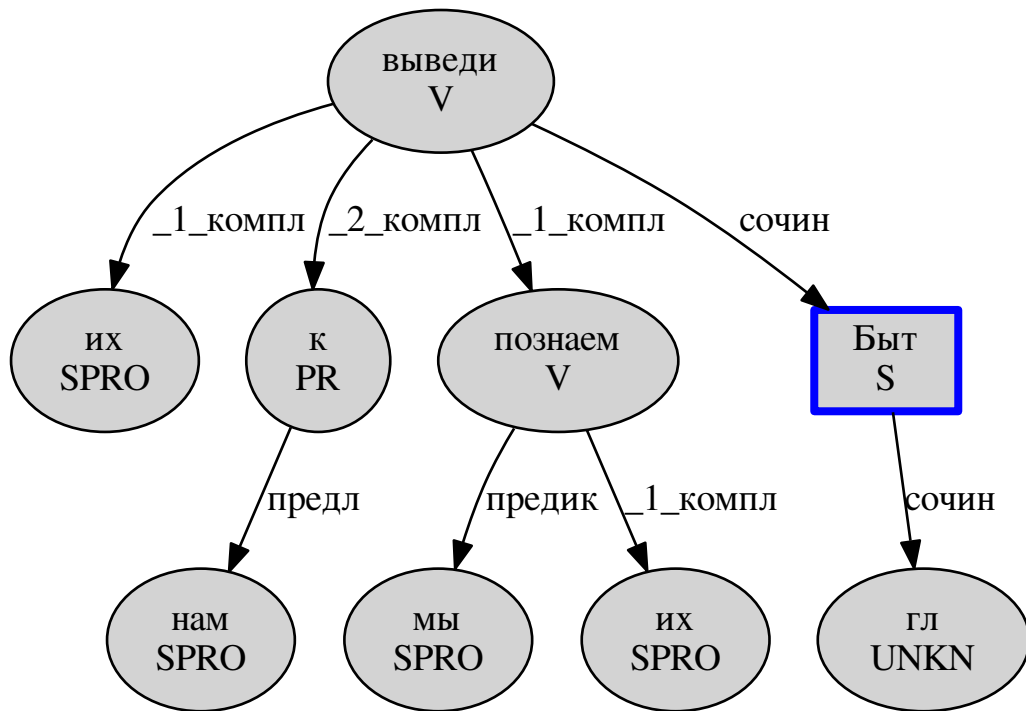 выведи
V
_1_компл
_2_компл
_1_компл
сочин
их
SPRO
к
PR
познаем
V
Быт
S
предл
предик
_1_компл
сочин
нам
SPRO
мы
SPRO
их
SPRO
гл
UNKN